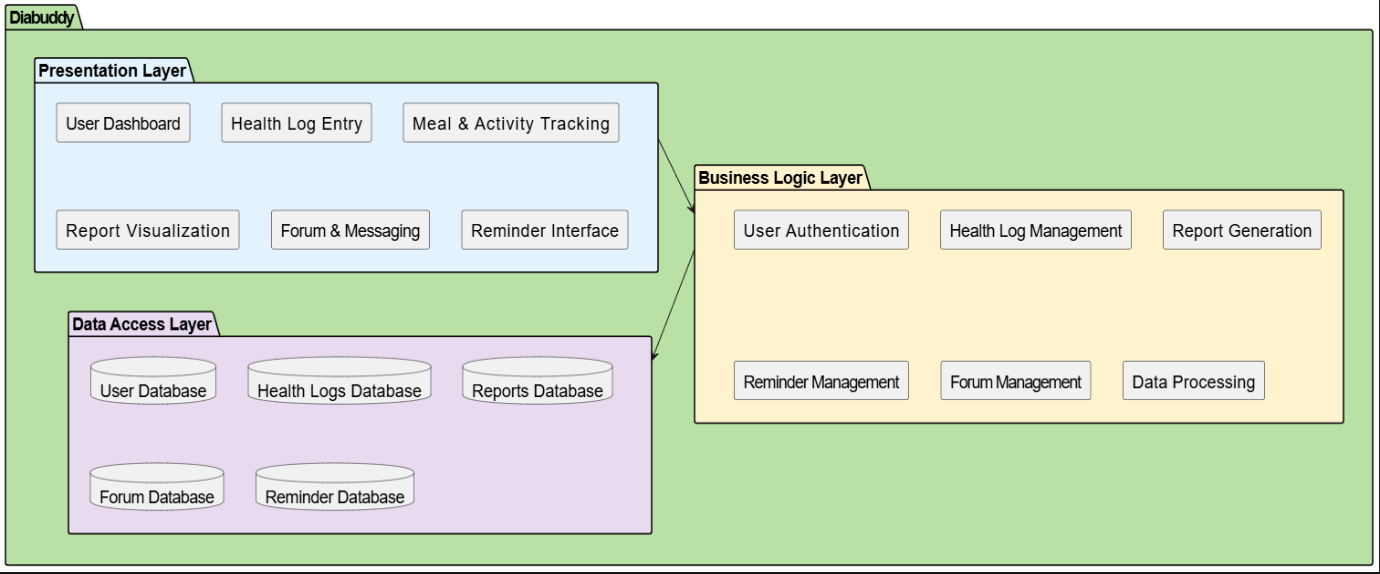 Diabuddy
Presentation Layer
User Dashboard
Health Log Entry
Meal & Activity Tracking
Report Visualization
Forum & Messaging
Reminder Interface
Business Logic Layer
User Authentication
Health Log Management
Report Generation
Reminder Management
Forum Management
Data Processing
Data Access Layer
User Database
Health Logs Database
Reports Database
Forum Database
Reminder Database